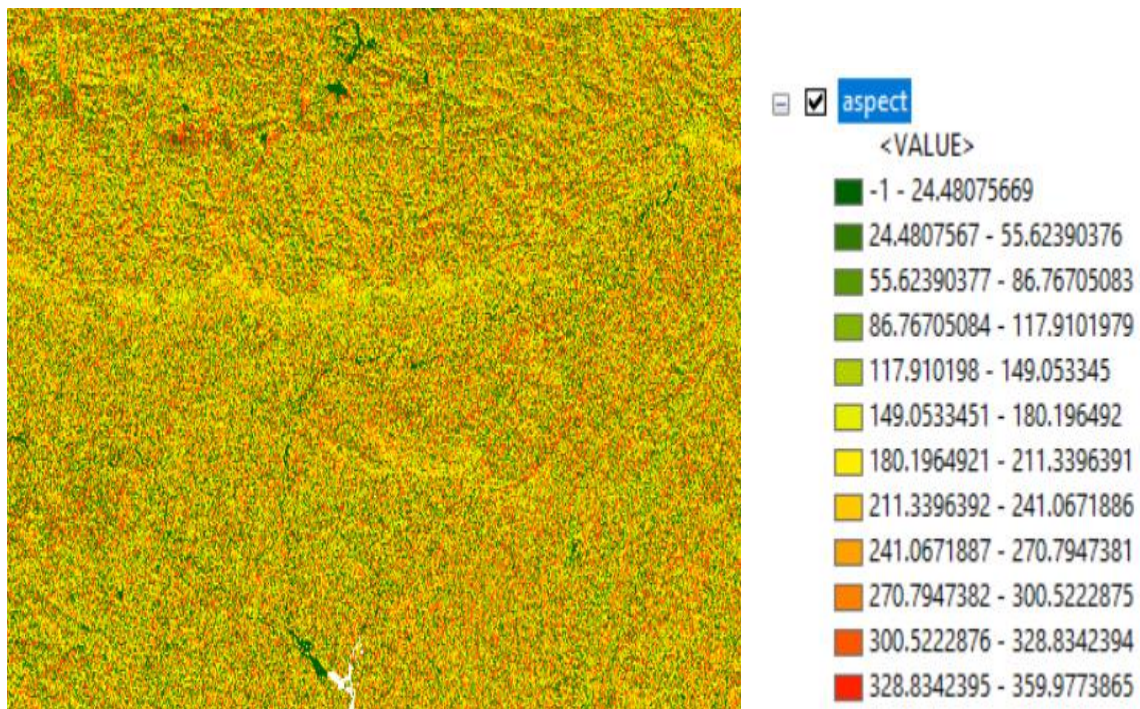 aspect
<VALUE>
-1 - 24.48075669
24.4807567 - 55.62390376
55.62390377 - 86.76705083
86.76705084 - 117.9101979
117.910198 - 149.053345
149.0533451 - 180.196492
180.1964921 - 211.3396391
211.3396392 - 241.0671886
241.0671887 - 270.7947381
270.7947382 - 300.5222875
300.5222876 - 328.8342394
328.8342395 - 359.9773865